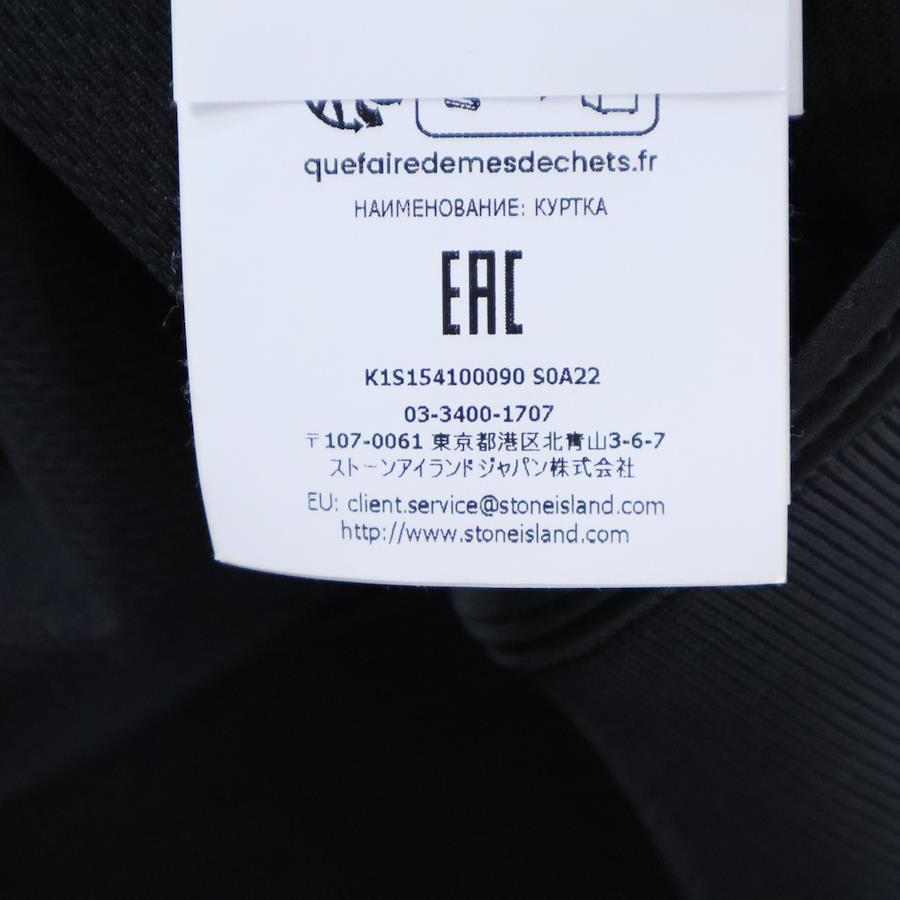 quefairedemesdechets.fr
НАИМЕНОВАНИЕ: КУРТКА
EAC
K1S154100090 S0A22
03-3400-1707
〒107-0061 東京都港区北青山3-6-7
ストーンアイランドジャパン株式会社
EU: client.service@stoneisland.com
http://www.stoneisland.com